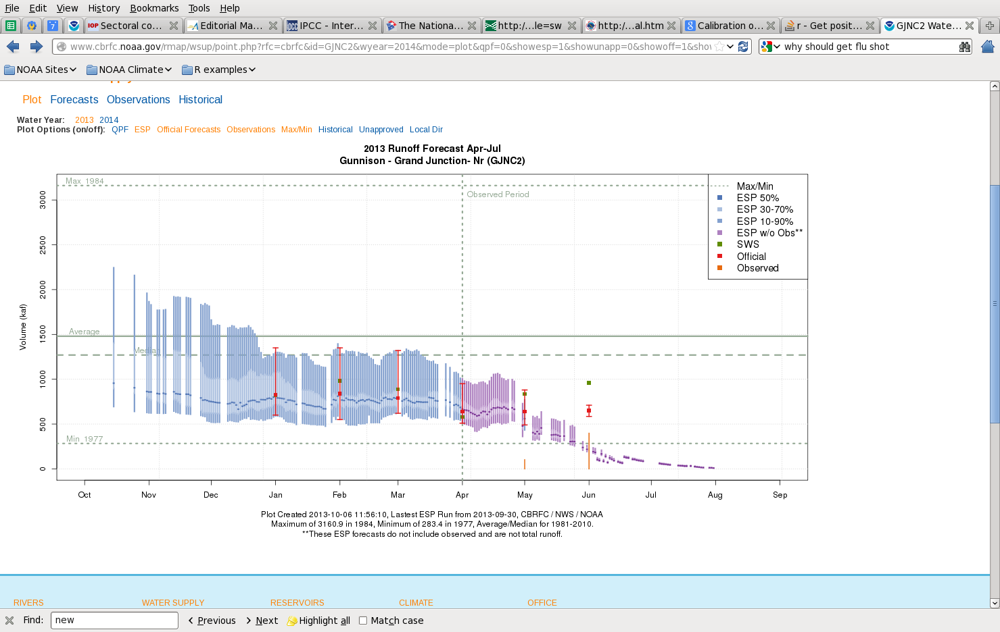 File Edit View History Bookmarks Tools Help
7 IOP Sectoral co... Editorial Ma... ipcc IPCC - Inter... The Nationa... http:/...le=sw http:/...al.htm 8 Calibration o... r - Get posit... GJNC2 Wate...
www.cbrfc.noaa.gov/rmap/wsup/point.php?rfc=cbrfc&id=GJNC2&wyear=2014&mode=plot&qpf=0&showesp=1&showunapp=0&showoff=1&sho why should get flu shot
NOAA Sites NOAA Climate R examples
Plot Forecasts Observations Historical
Water Year: 2013 2014
Plot Options (on/off): QPF ESP Official Forecasts Observations Max/Min Historical Unapproved Local Dir
2013 Runoff Forecast Apr-Jul
Gunnison - Grand Junction- Nr (GJNC2)
Max 1984
Observed Period
Average
Median
Min 1977
Max/Min
ESP 50%
ESP 30-70%
ESP 10-90%
ESP w/o Obs**
SWS
Official
Observed
Volume (kaf)
3000
2500
2000
1500
1000
500
0
Oct Nov Dec Jan Feb Mar Apr May Jun Jul Aug Sep
Plot Created 2013-10-06 11:56:10, Lastest ESP Run from 2013-09-30, CBRFC / NWS / NOAA
Maximum of 3160.9 in 1984, Minimum of 283.4 in 1977, Average/Median for 1981-2010.
**These ESP forecasts do not include observed and are not total runoff.
RIVERS WATER SUPPLY RESERVOIRS CLIMATE OFFICE
Find: new Previous Next Highlight all Match case